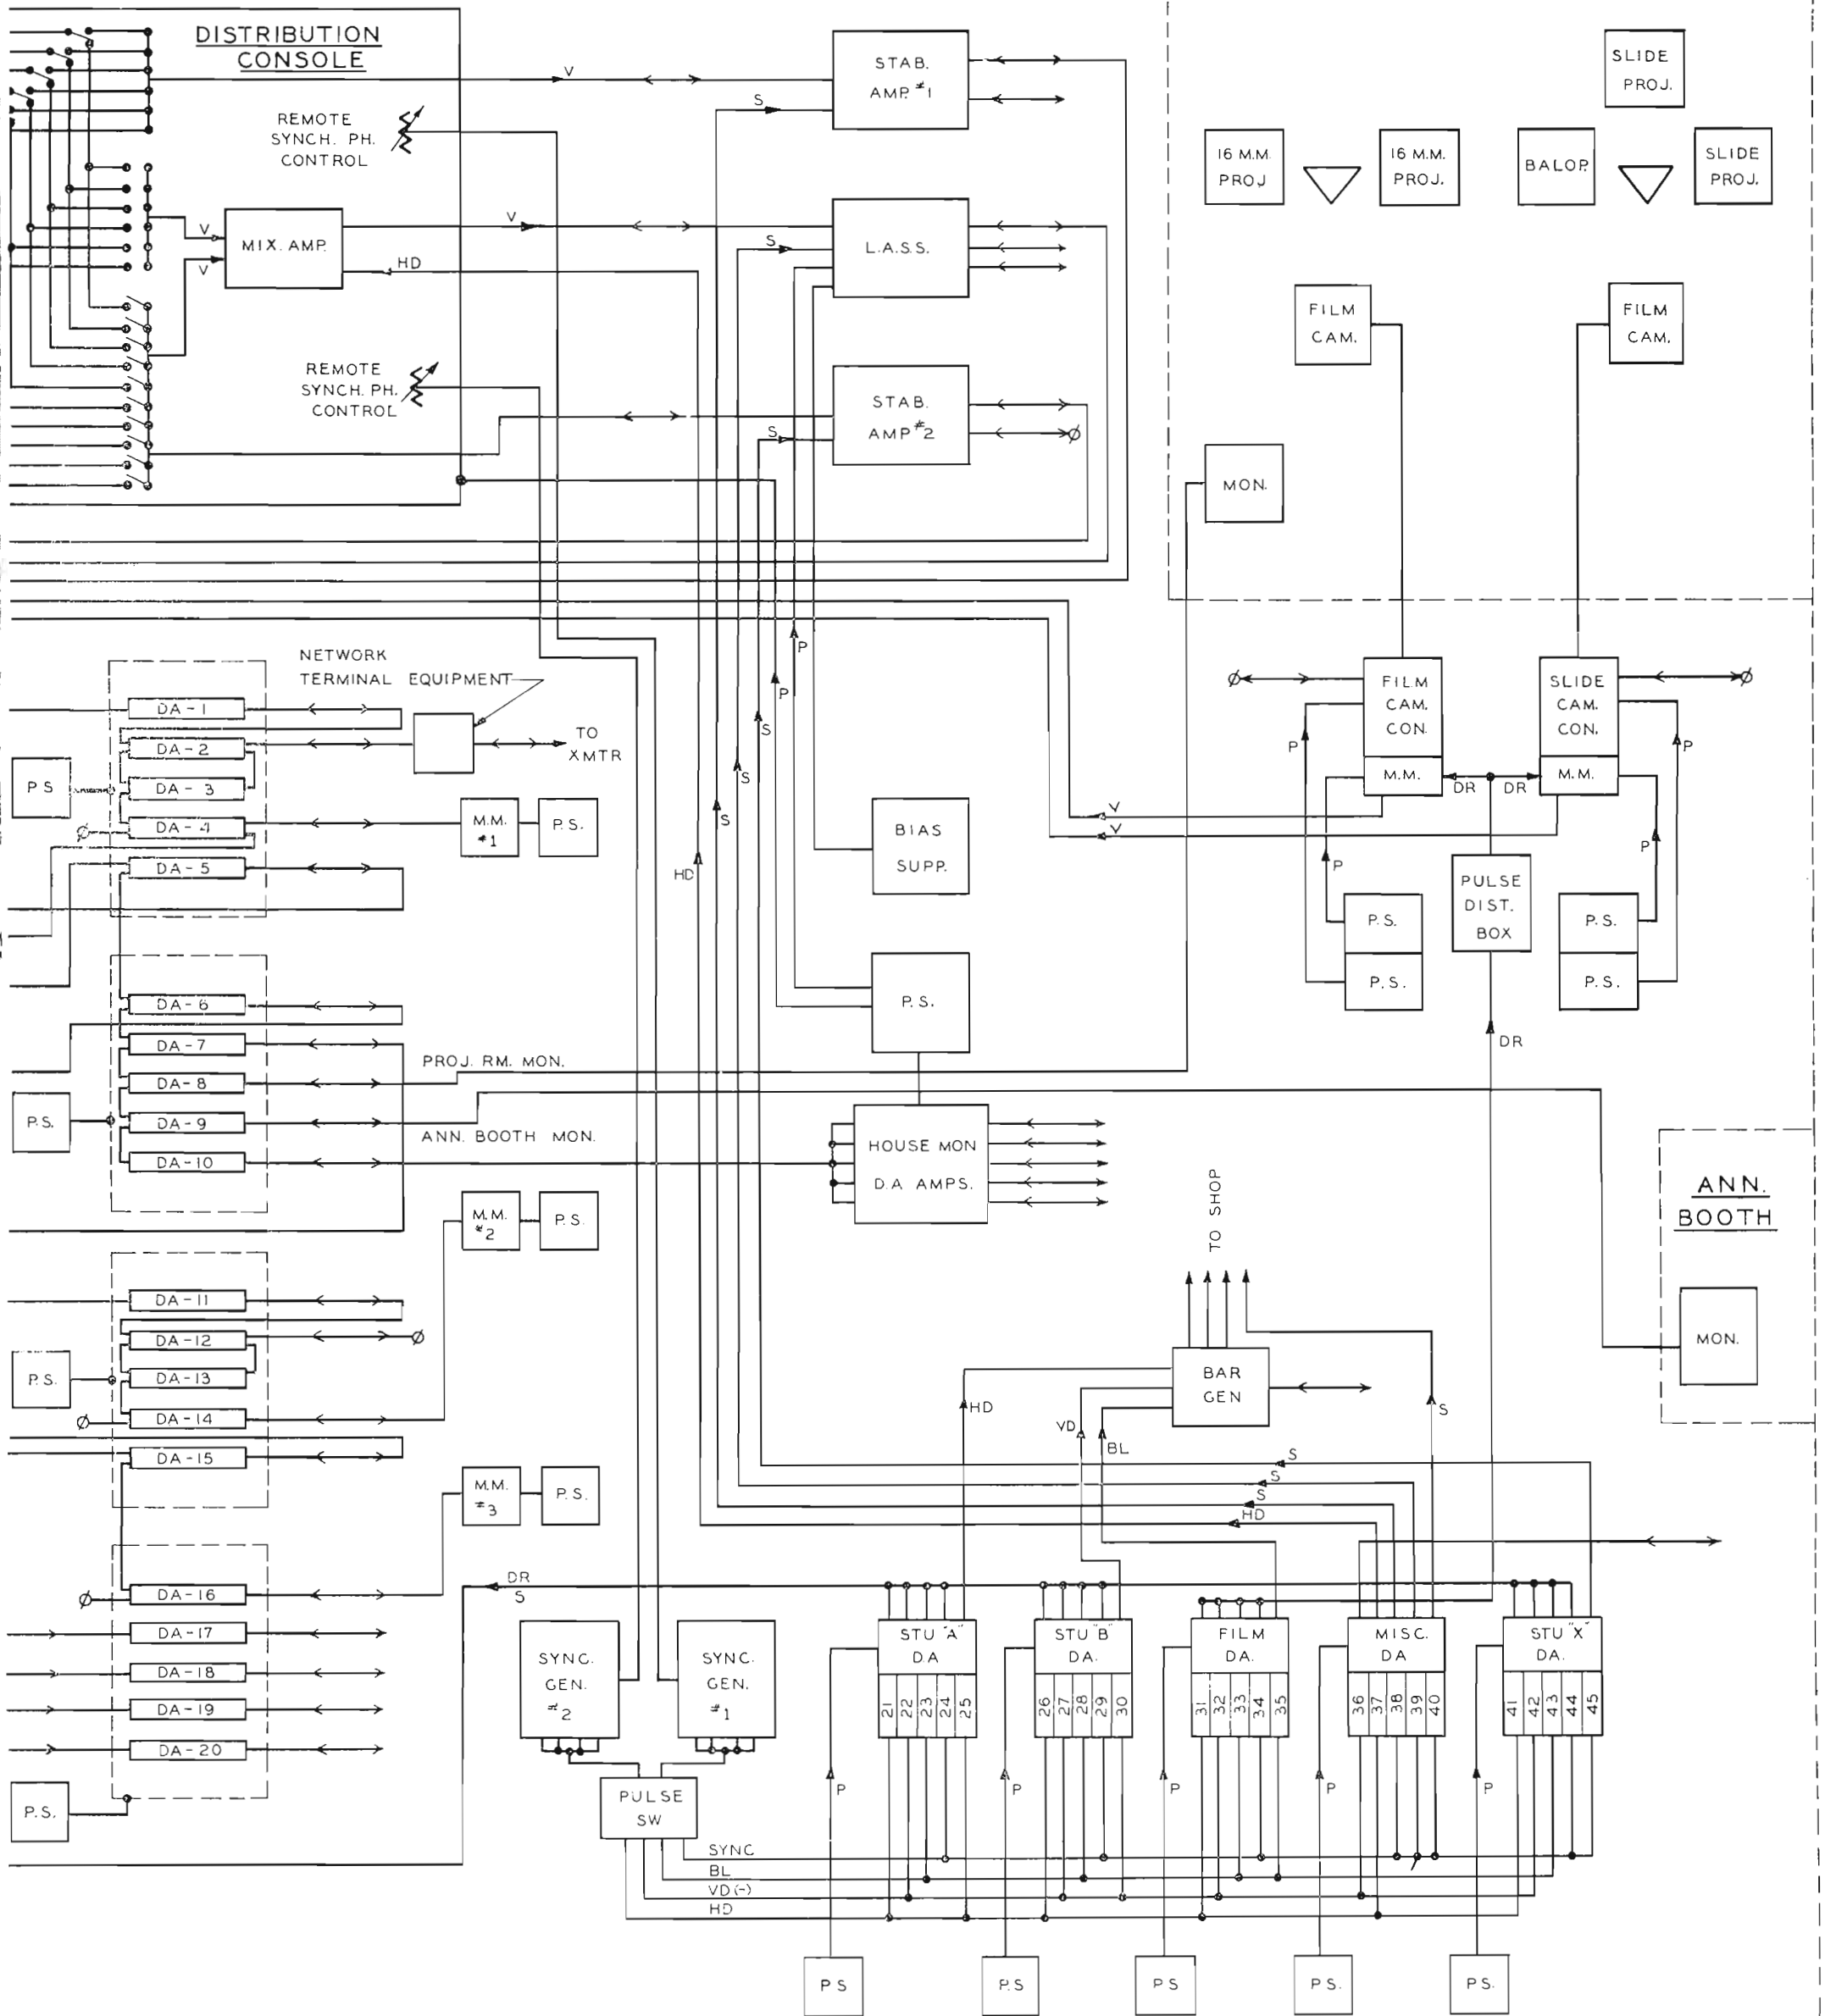 DISTRIBUTION
CONSOLE
REMOTE
SYNCH. PH.
CONTROL
V
S
STAB.
AMP. #1
SLIDE
PROJ.
16 M.M.
PROJ
16 M.M.
PROJ.
BALOP.
SLIDE
PROJ.
V
V
MIX. AMP.
V
HD
S
L.A.S.S.
FILM
CAM.
FILM
CAM.
REMOTE
SYNCH. PH.
CONTROL
S
STAB.
AMP #2
MON.
NETWORK
TERMINAL EQUIPMENT
TO
XMTR
P
P
S
S
S
HD
DA-1
DA-2
DA-3
DA-4
DA-5
P S
M.M.
#1
P.S.
BIAS
SUPP.
FILM
CAM.
CON.
M.M.
SLIDE
CAM.
CON.
M.M.
P
P
DR
DR
V
V
P
P
PULSE
DIST.
BOX
P.S.
P.S.
P.S.
P.S.
DR
DA-6
DA-7
DA-8
DA-9
DA-10
P.S.
P.S.
PROJ. RM. MON.
ANN. BOOTH MON.
HOUSE MON
D.A AMPS.
TO SHOP
ANN.
BOOTH
MON.
M.M.
#2
P.S.
DA-11
DA-12
DA-13
DA-14
DA-15
P.S.
BAR
GEN
HD
VD
BL
S
S
S
S
HD
M.M.
#3
P.S.
DA-16
DA-17
DA-18
DA-19
DA-20
P.S.
DR
S
SYNC.
GEN.
#2
SYNC.
GEN.
#1
PULSE
SW
STU "A"
DA
21 22 23 24 25
STU "B"
DA.
26 27 28 29 30
FILM
DA.
31 32 33 34 35
MISC.
DA
36 37 38 39 40
STU "X"
DA.
41 42 43 44 45
P
P
P
P
P
SYNC
BL
VD (-)
HD
P S
P.S
P S
P S.
P S.